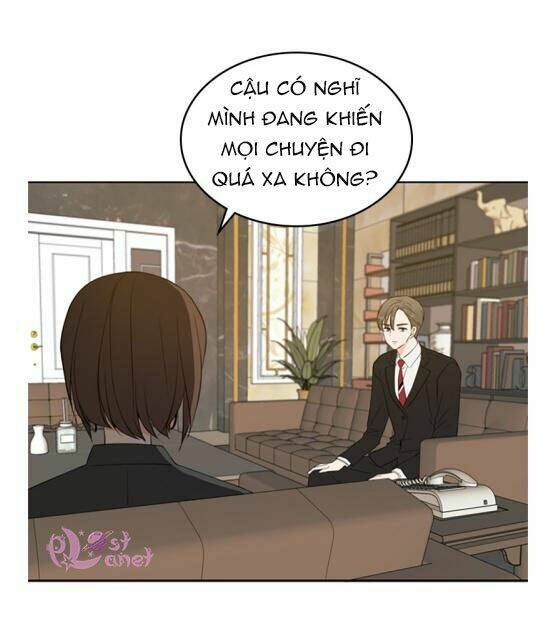 CẬU CÓ NGHĨ
MÌNH ĐANG KHIẾN
MỌI CHUYỆN ĐI
QUÁ XA KHÔNG?
Lost
Planet